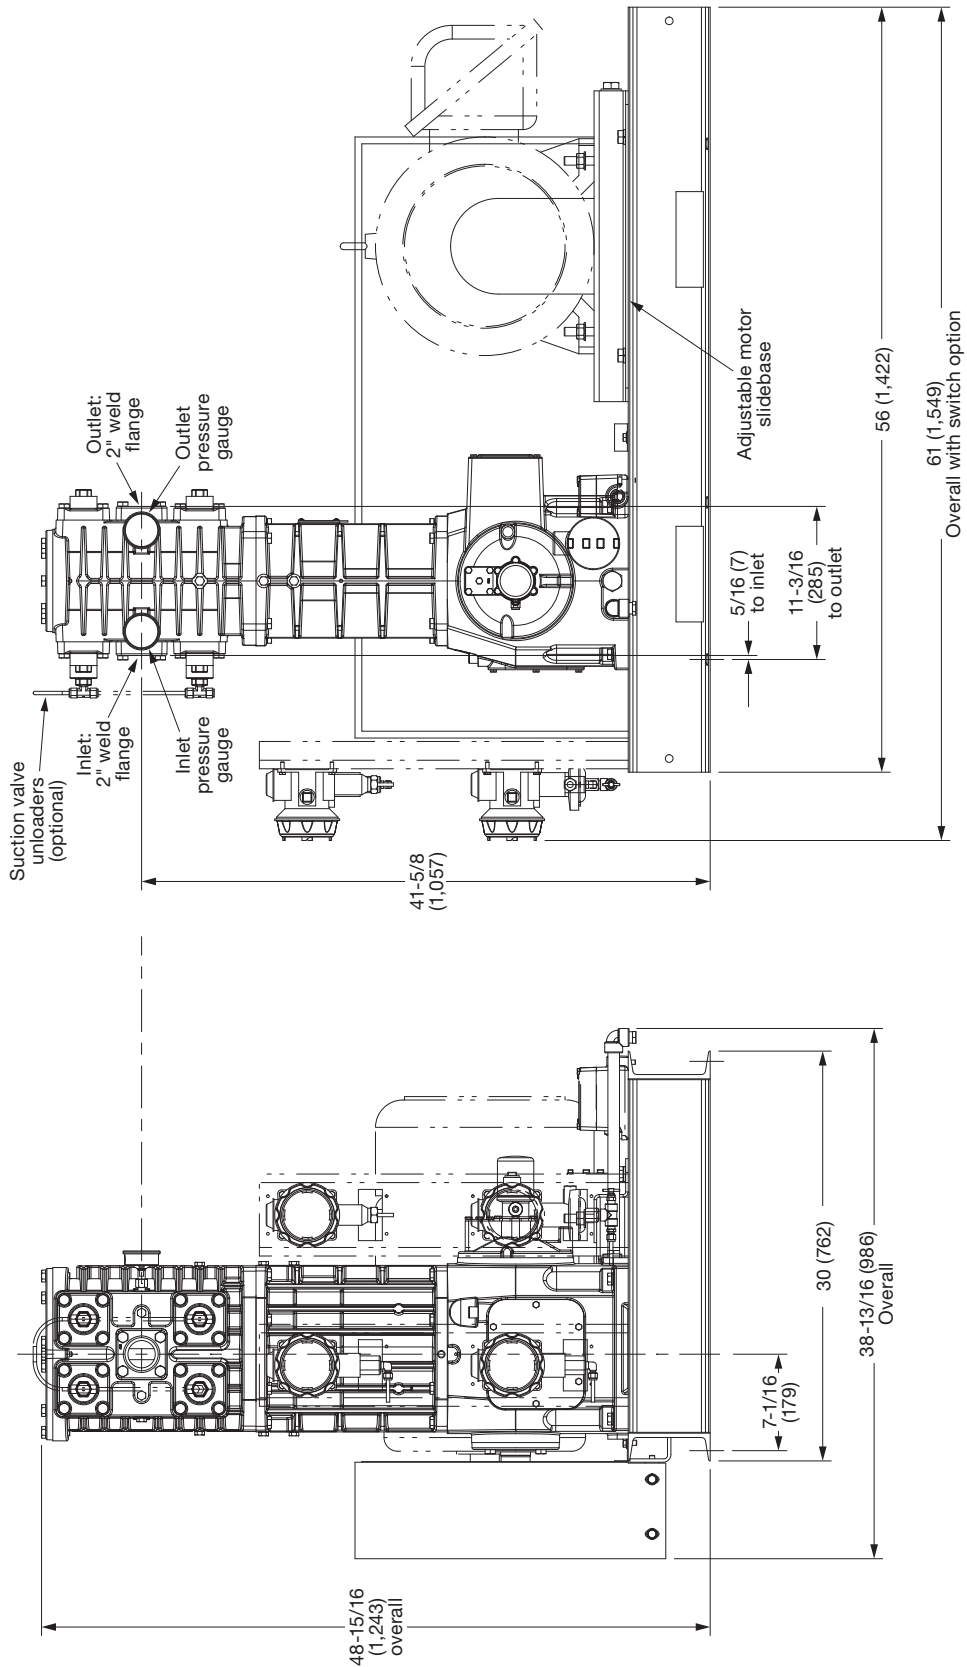 Suction valve
unloaders
(optional)
Inlet:
2" weld
flange
Inlet
pressure
gauge
Outlet:
2" weld
flange
Outlet
pressure
gauge
Adjustable motor
slidebase
41-5/8
(1,057)
5/16 (7)
to inlet
11-3/16
(285)
to outlet
56 (1,422)
61 (1,549)
Overall with switch option
48-15/16
(1,243)
overall
7-1/16
(179)
30 (762)
38-13/16 (986)
Overall